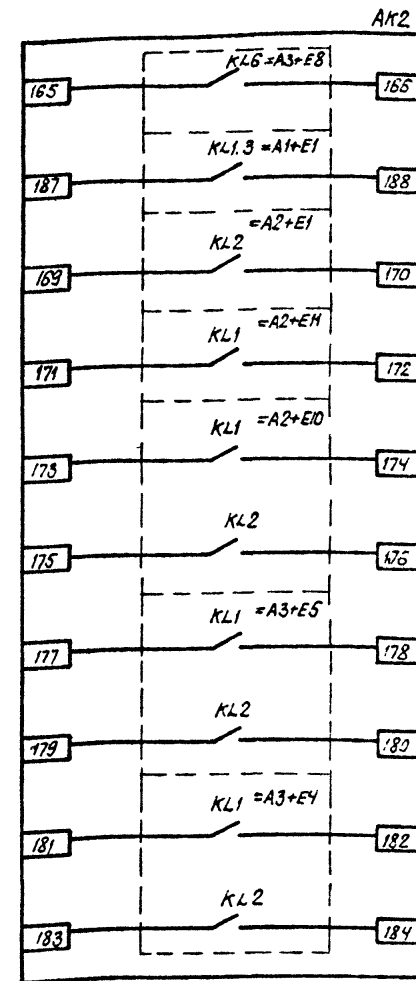 AK2
165 KL6 =A3+E8 166
187 KL1.3 =A1+E1 188
=A2+E1
169 KL2 170
=A2+E11
171 KL1 172
173 KL1 =A2+E10 174
175 KL2 176
177 KL1 =A3+E5 178
179 KL2 180
181 KL1 =A3+E4 182
183 KL2 184